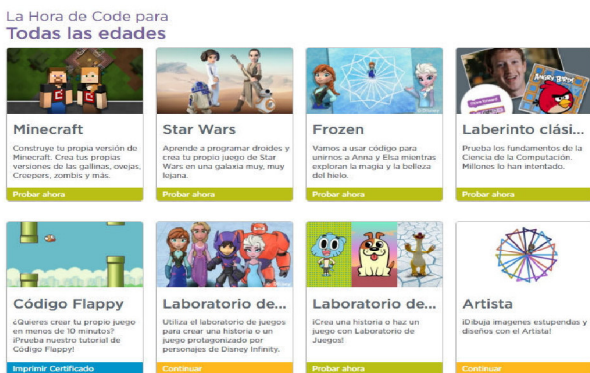 La Hora de Code para
Todas las edades
Minecraft
Construye tu propia versión de
Minecraft. Crea tus propias
versiones de las gallinas, ovejas,
Creepers, zombis y más.
Probar ahora
Star Wars
Aprende a programar droides y
crea tu propio juego de Star
Wars en una galaxia muy, muy
lejana.
Probar ahora
Frozen
Vamos a usar código para
unirnos a Anna y Elsa mientras
exploran la magia y la belleza
del hielo.
Probar ahora
ANGRY BIRDS
Laberinto clási...
Prueba los fundamentos de la
Ciencia de la Computación.
Millones lo han intentado.
Probar ahora
Código Flappy
¿Quieres crear tu propio juego
en menos de 10 minutos?
¡Prueba nuestro tutorial de
Código Flappy!
Imprimir Certificado
Laboratorio de...
Utiliza el laboratorio de juegos
para crear una historia o un
juego protagonizado por
personajes de Disney Infinity.
Continuar
Laboratorio de...
¡Crea una historia o haz un
juego con Laboratorio de
Juegos!
Probar ahora
Artista
¡Dibuja imagenes estupendas y
diseños con el Artista!
Continuar